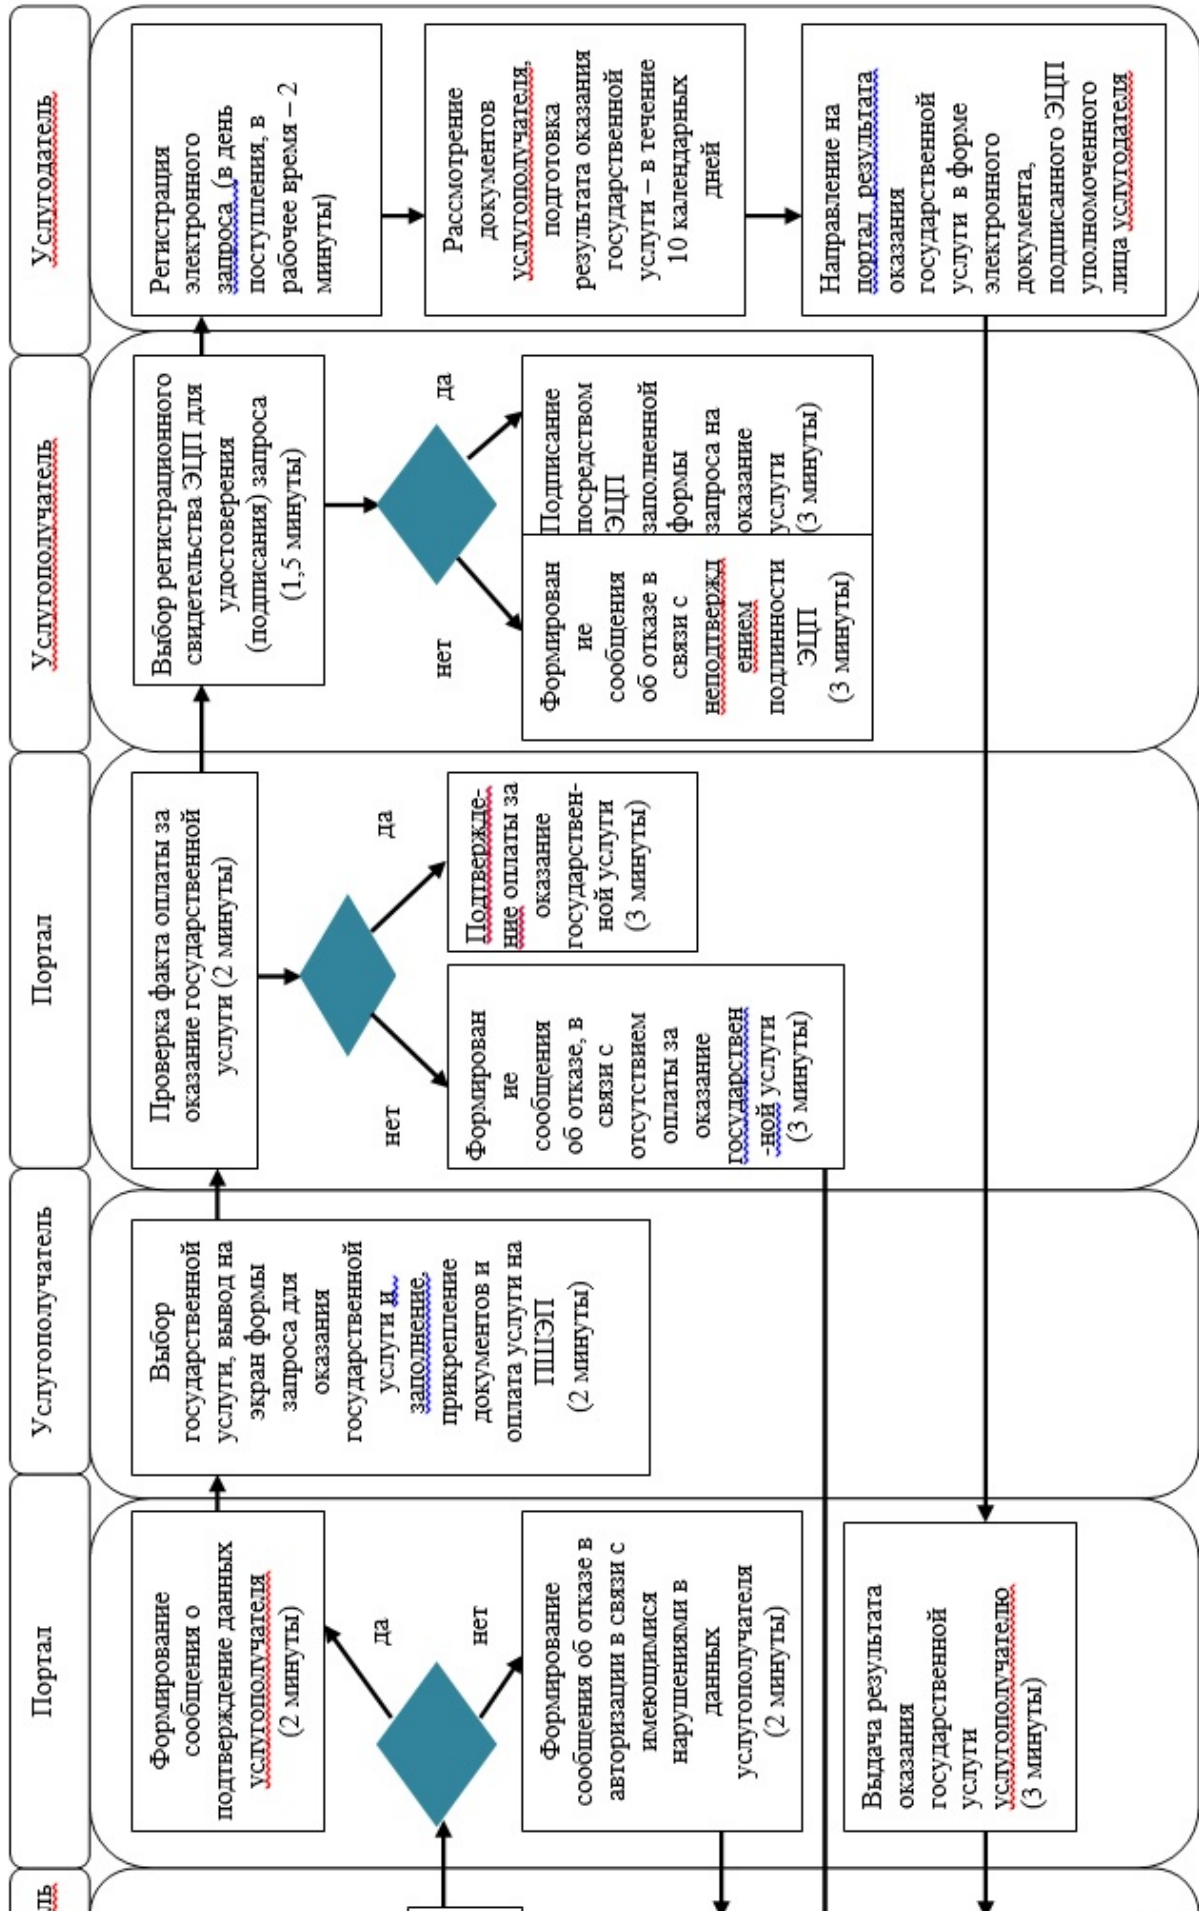 ль
Портал
Услугополучатель
Портал
Услугополучатель
Услугодатель
Формирование
сообщения о
подтверждение данных
услугополучателя
(2 минуты)
да
нет
Формирование
сообщения об отказе в
авторизации в связи с
имеющимися
нарушениями в
данных
услугополучателя
(2 минуты)
Выдача результата
оказания
государственной
услуги
услугополучателю
(3 минуты)
Выбор
государственной
услуги, вывод на
экран формы
запроса для
оказания
государственной
услуги и
заполнение,
прикрепление
документов и
оплата услуги на
ПШЭП
(2 минуты)
Проверка факта оплаты за
оказание государственной
услуги (2 минуты)
нет
да
Формирован
ие
сообщения
об отказе, в
связи с
отсутствием
оплаты за
оказание
государствен
-ной услуги
(3 минуты)
Подтвержде-
ние оплаты за
оказание
государствен-
ной услуги
(3 минуты)
Выбор регистрационного
свидетельства ЭЦП для
удостоверения
(подписания) запроса
(1,5 минуты)
нет
да
Формирован
ие
сообщения
об отказе в
связи с
неподтвержд
ением
подлинности
ЭЦП
(3 минуты)
Подписание
посредством
ЭЦП
заполненной
формы
запроса на
оказание
услуги
(3 минуты)
Регистрация
электронного
запроса (в день
поступления, в
рабочее время – 2
минуты)
Рассмотрение
документов
услугополучателя,
подготовка
результата оказания
государственной
услуги – в течение
10 календарных
дней
Направление на
портал результата
оказания
государственной
услуги в форме
электронного
документа,
подписанного ЭЦП
уполномоченного
лица услугодателя